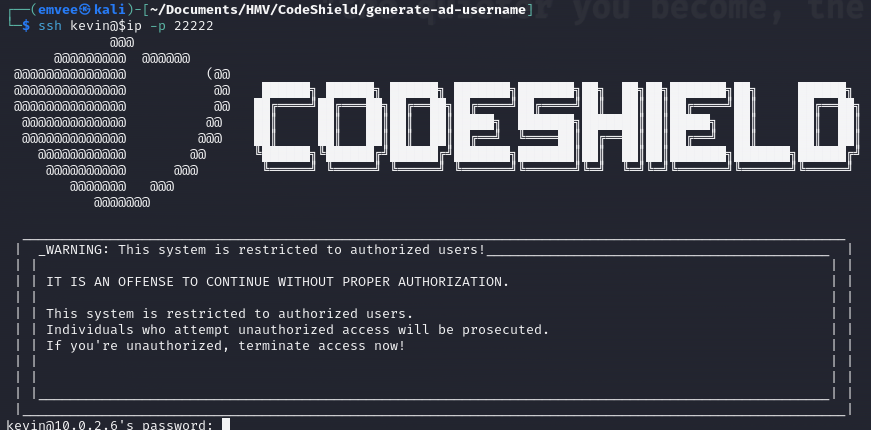 (emvee㉿kali)-[~/Documents/HMV/CodeShield/generate-ad-username]
$ ssh kevin@$ip -p 22222
@@@
@@@@@@@@@ @@@@@@
@@@@@@@@@@@@@@ (@@
@@@@@@@@@@@@@@ @@
@@@@@@@@@@@@@@ @@
@@@@@@@@@@@@@ @@
@@@@@@@@@@@@@ @@@
@@@@@@@@@@@ @@
@@@@@@@@@@ @@@
@@@@@@@ @@@
@@@@@@@
CODESHIELD
_WARNING: This system is restricted to authorized users!
IT IS AN OFFENSE TO CONTINUE WITHOUT PROPER AUTHORIZATION.
This system is restricted to authorized users.
Individuals who attempt unauthorized access will be prosecuted.
If you're unauthorized, terminate access now!
kevin@10.0.2.6's password: